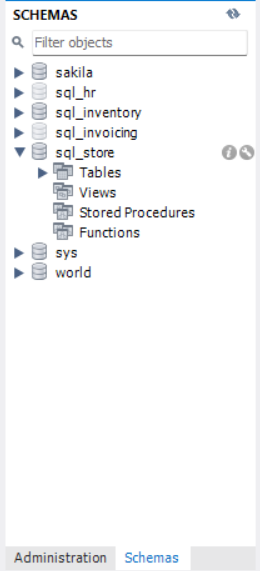 SCHEMAS
Filter objects
sakila
sql_hr
sql_inventory
sql_invoicing
sql_store
Tables
Views
Stored Procedures
Functions
sys
world
Administration Schemas